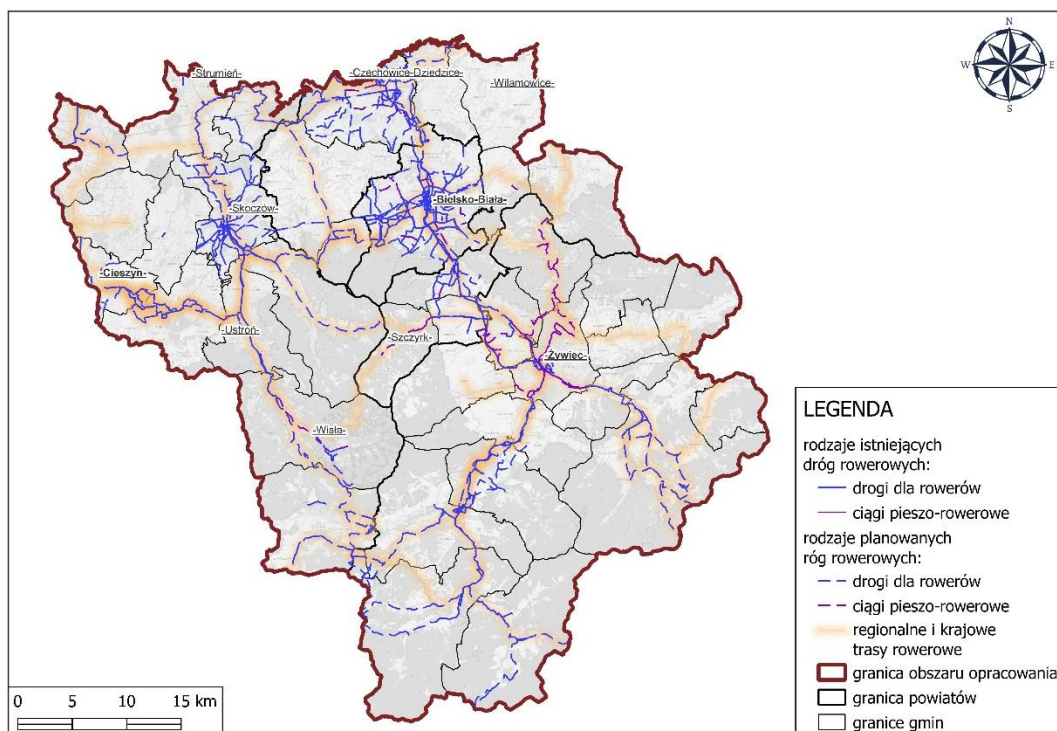 N
W E
S
-Strumień-
-Czechowice-Dziedzice-
-Wilamowice-
-Bielsko-Biała-
-Skoczów-
-Cieszyn-
-Ustroń-
-Szczyrk-
-Żywiec-
-Wisła-
LEGENDA
rodzaje istniejących
dróg rowerowych:
drogi dla rowerów
ciągi pieszo-rowerowe
rodzaje planowanych
róg rowerowych:
drogi dla rowerów
ciągi pieszo-rowerowe
regionalne i krajowe
trasy rowerowe
granica obszaru opracowania
granica powiatów
granice gmin
0 5 10 15 km